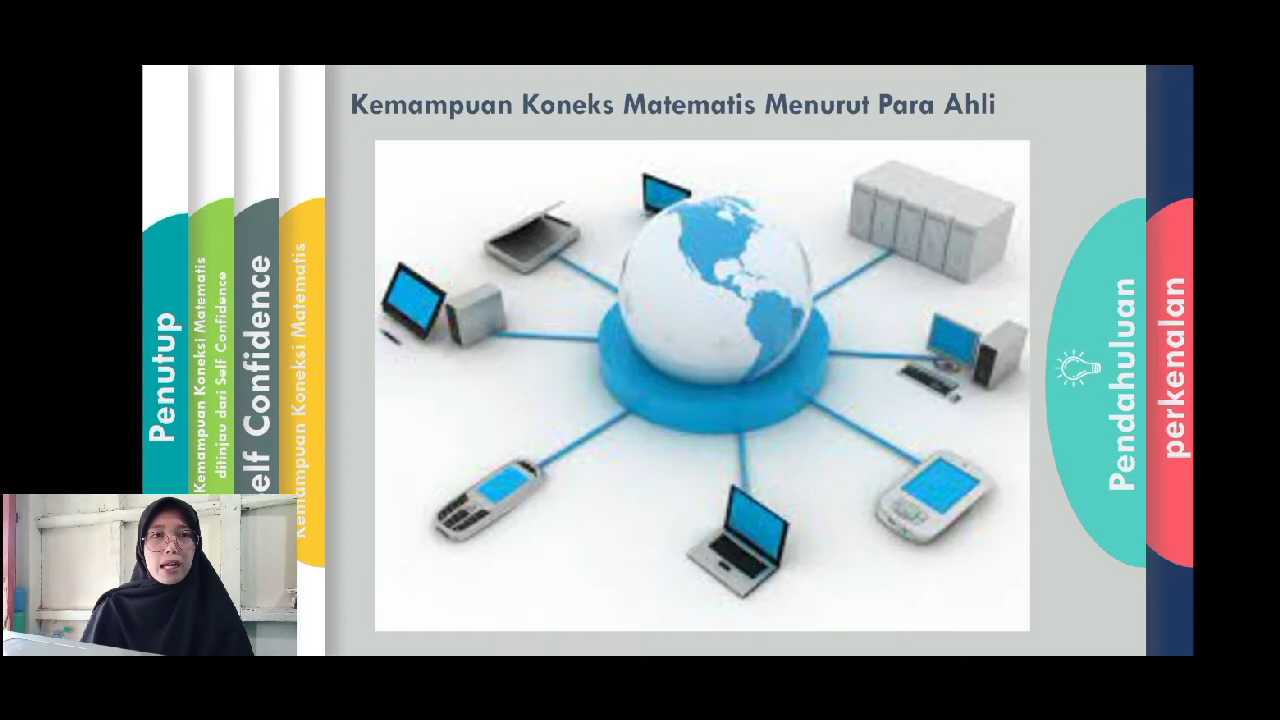 Kemampuan Koneks Matematis Menurut Para Ahli
Penutup
Kemampuan Koneksi Matematis
ditinjau dari Self Confidence
elf Confidence
Kemampuan Koneksi Matematis
Pendahuluan
perkenalan